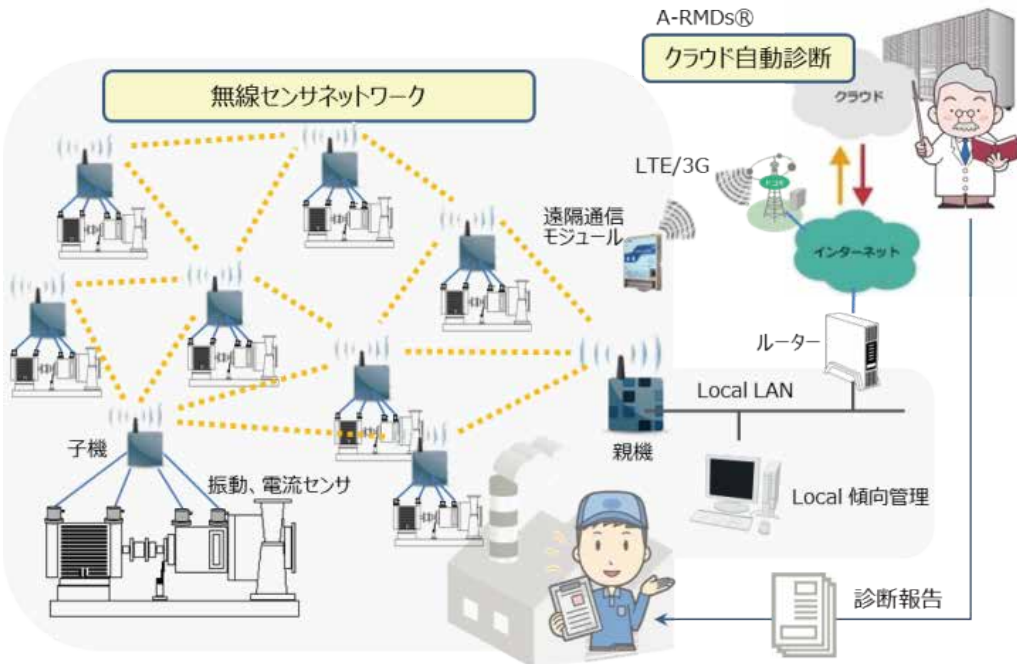 A-RMDs®
クラウド自動診断
無線センサネットワーク
クラウド
LTE/3G
遠隔通信
モジュール
インターネット
ルーター
Local LAN
子機
親機
振動、電流センサ
Local 傾向管理
診断報告